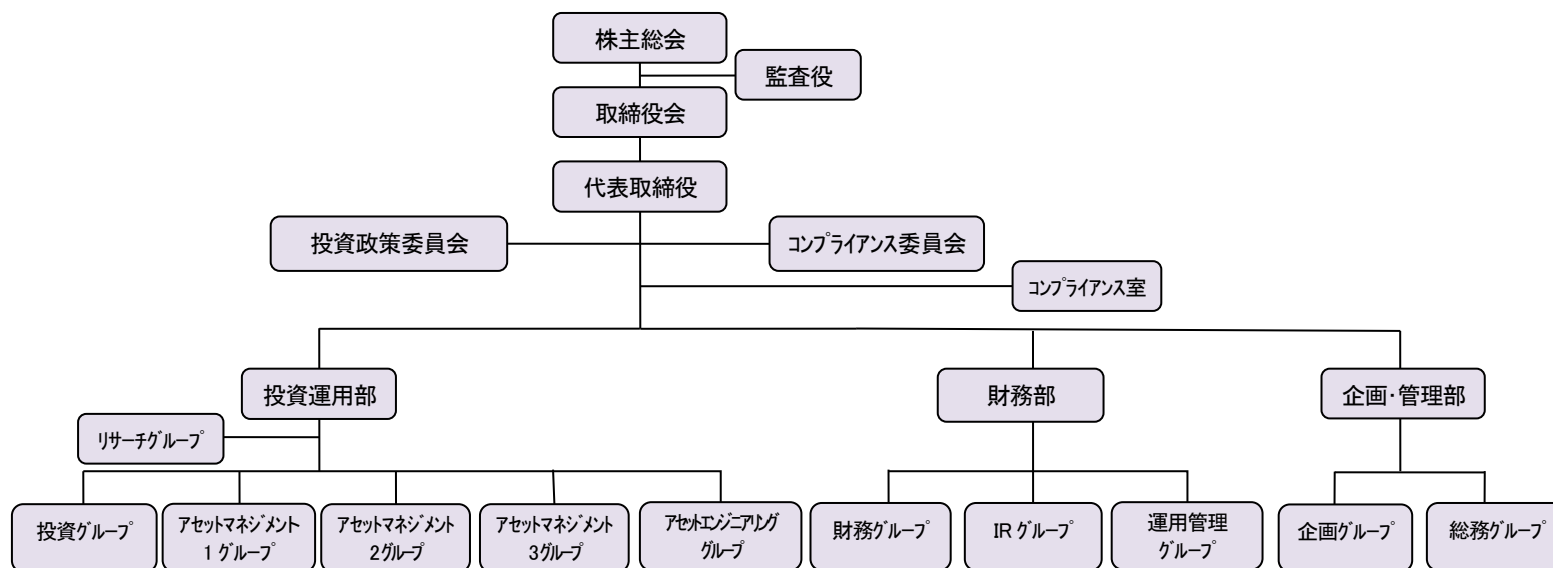 株主総会
監査役
取締役会
代表取締役
投資政策委員会
コンプライアンス委員会
コンプライアンス室
投資運用部
財務部
企画・管理部
リサーチグループ
投資グループ
アセットマネジメント
1 グループ
アセットマネジメント
2グループ
アセットマネジメント
3グループ
アセットエンジニアリング
グループ
財務グループ
IR グループ
運用管理
グループ
企画グループ
総務グループ